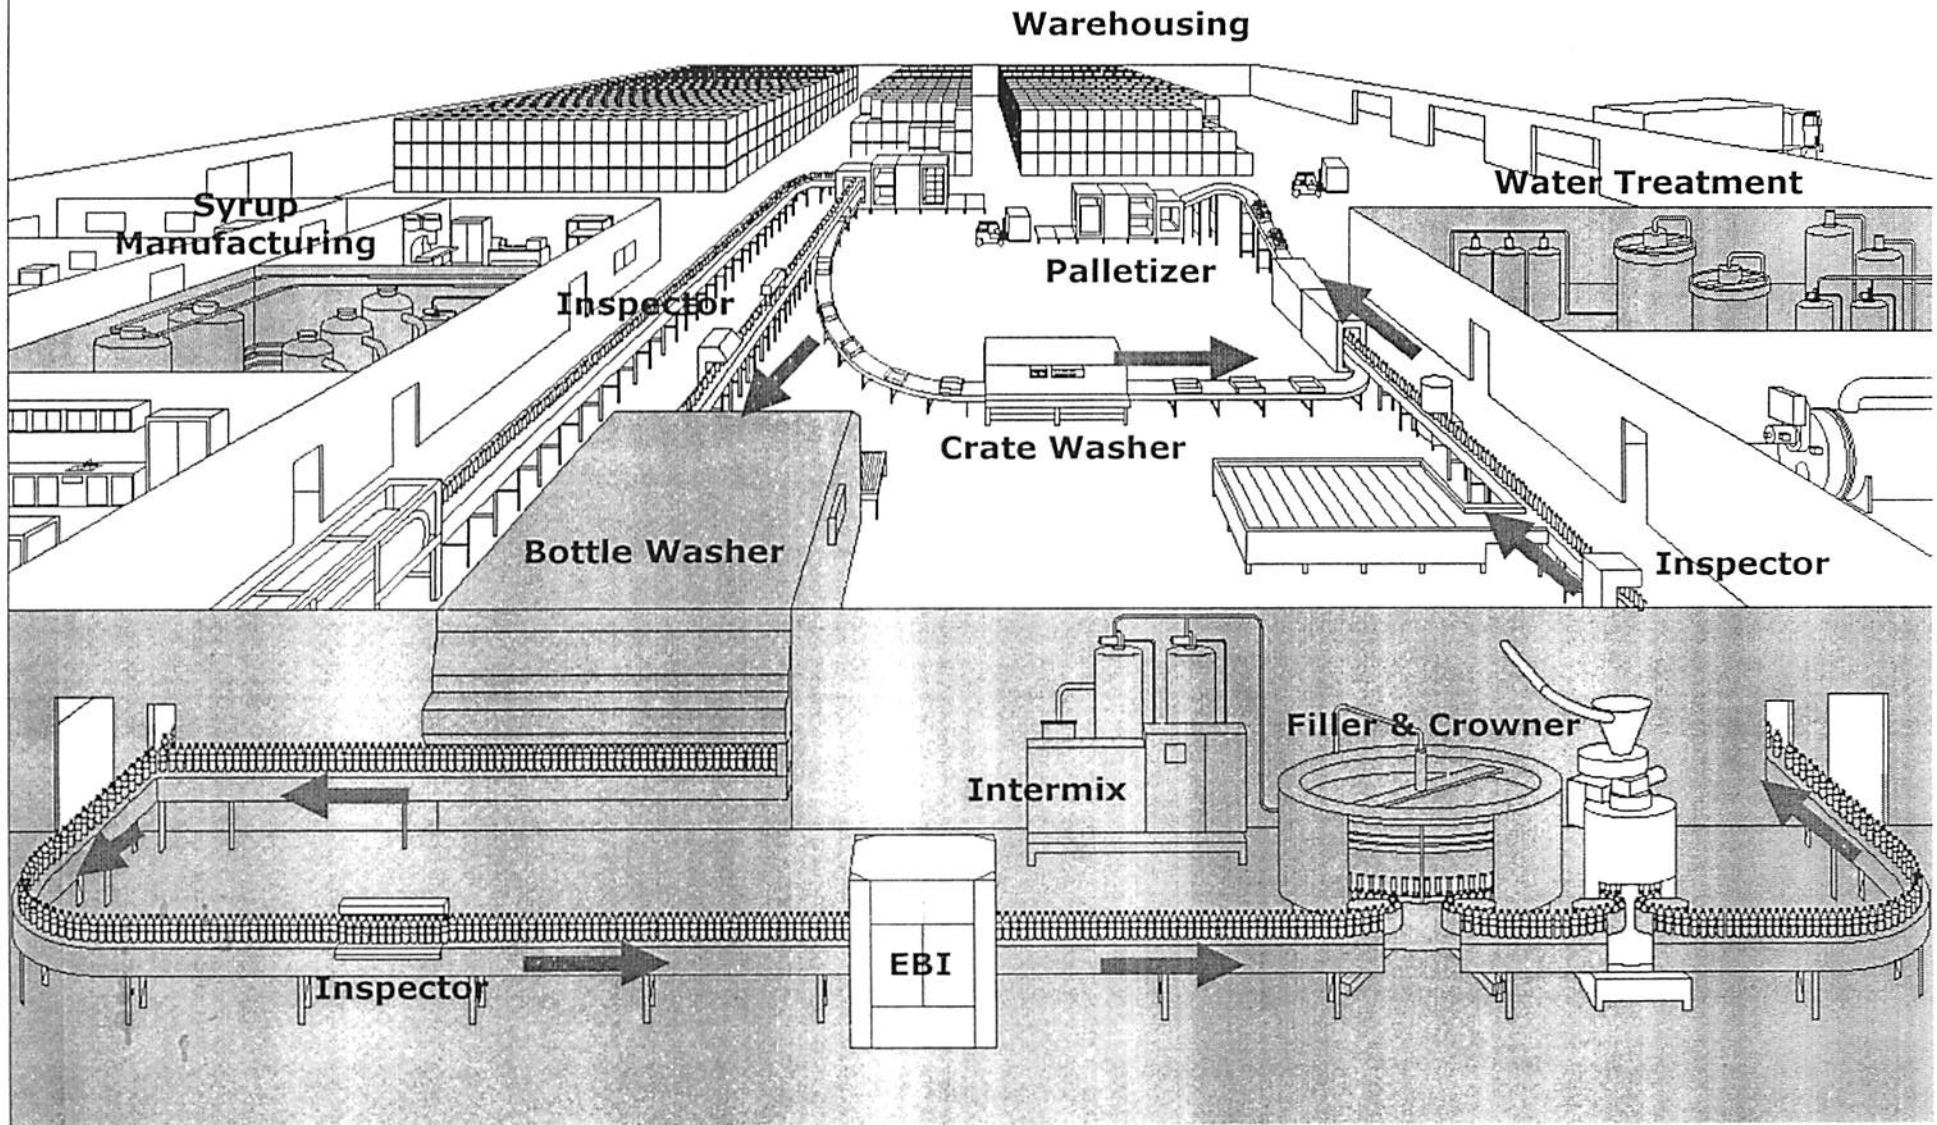 Warehousing
Water Treatment
Syrup
Manufacturing
Palletizer
Inspector
Crate Washer
Bottle Washer
Inspector
Filler & Crowner
Intermix
EBI
Inspector